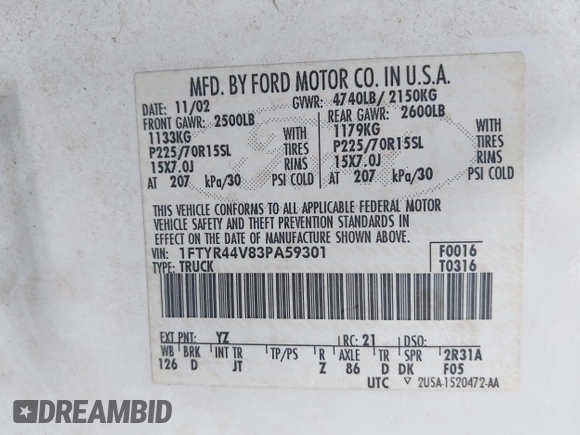 MFD. BY FORD MOTOR CO. IN U.S.A.
DATE: 11/02 GVWR: 4740LB/ 2150KG
FRONT GAWR: 2500LB REAR GAWR: 2600LB
1133KG WITH 1179KG WITH
P225/70R15SL TIRES P225/70R15SL TIRES
15X7.0J RIMS 15X7.0J RIMS
AT 207 kPa/30 PSI COLD AT 207 kPa/30 PSI COLD
THIS VEHICLE CONFORMS TO ALL APPLICABLE FEDERAL MOTOR
VEHICLE SAFETY AND THEFT PREVENTION STANDARDS IN
EFFECT ON THE DATE OF MANUFACTURE SHOWN ABOVE.
VIN: 1FTYR44V83PA59301 F0016
TYPE: TRUCK T0316
EXT PNT: YZ RC: 21 DSO:
WB BRK INT TR TP/PS R AXLE TR SPR 2R31A
126 D JT Z 86 D DK F05
UTC ▽ 2U5A-1520472-AA
DREAMBID